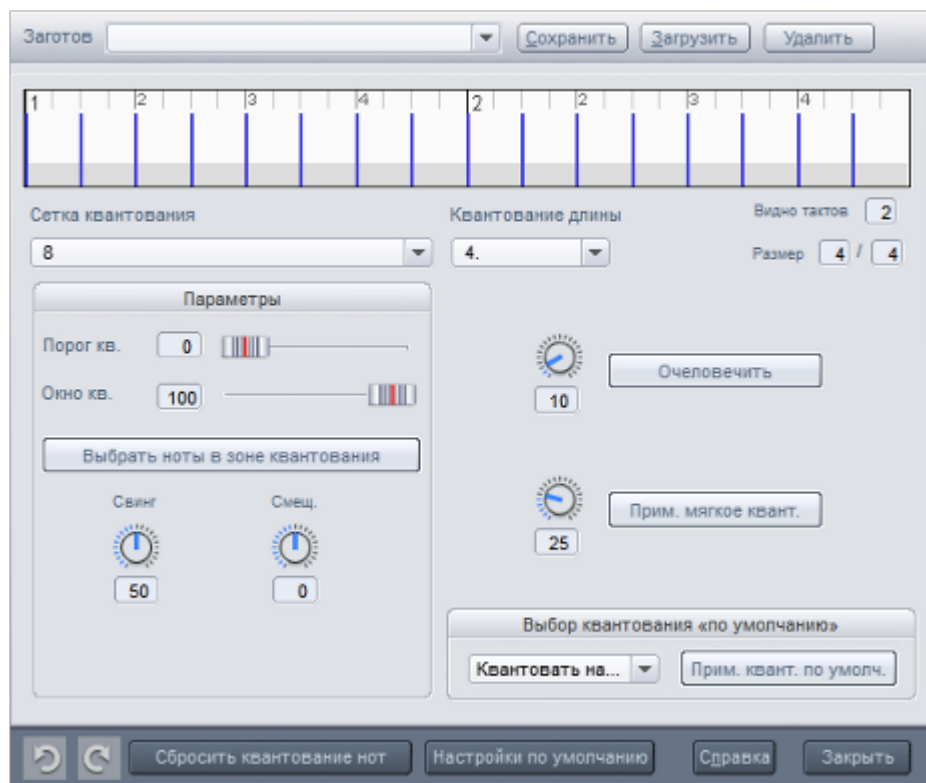 Заготов Сохранить Загрузить Удалить
1 2 3 4 2 2 3 4
Сетка квантования Квантование длины Видно тактов 2
8 4. Размер 4 / 4
Параметры
Порог кв. 0
Окно кв. 100
Очеловечить
10
Выбрать ноты в зоне квантования
Свинг Смещ.
Прим. мягкое квант.
25
50 0
Выбор квантования «по умолчанию»
Квантовать на... Прим. квант. по умолч.
Сбросить квантование нот Настройки по умолчанию Справка Закрыть